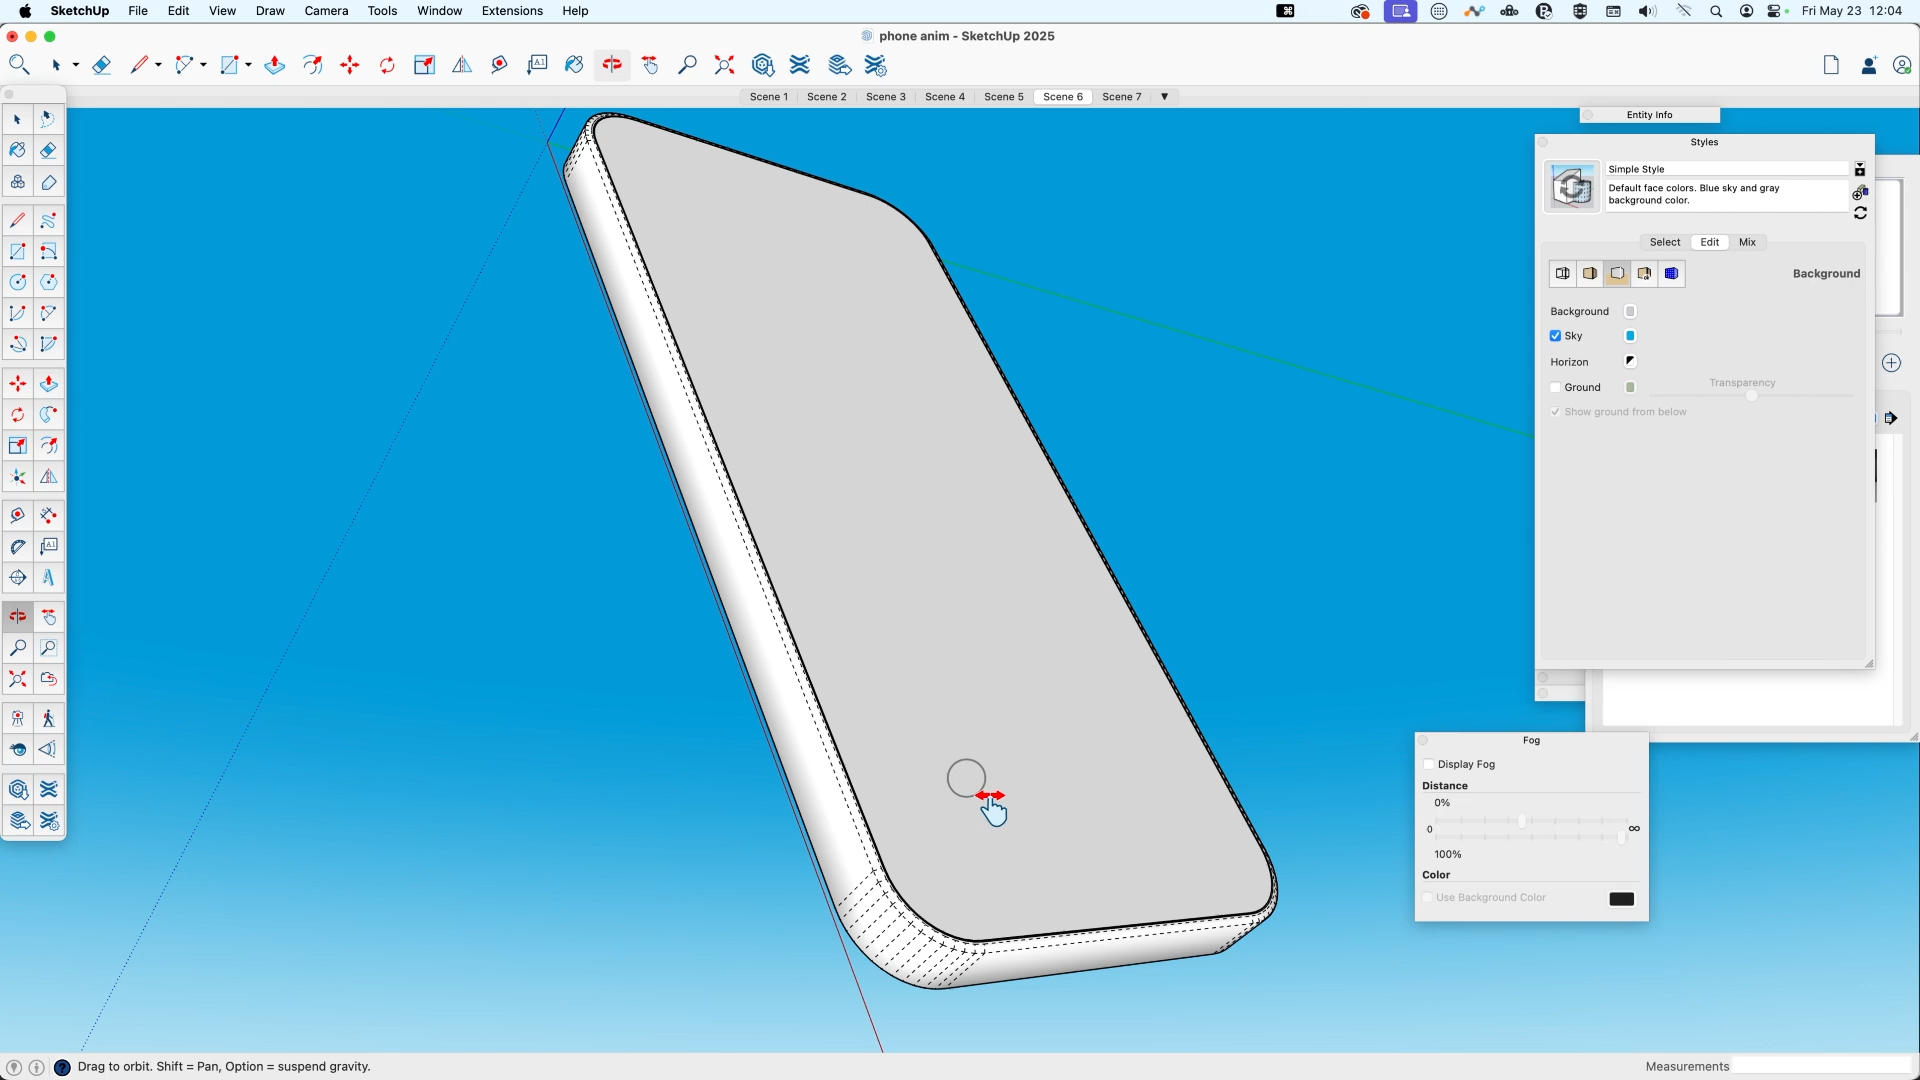 SketchUp File Edit View Draw Camera Tools Window Extensions Help
Fri May 23 12:04
phone anim - SketchUp 2025
Scene 1 Scene 2 Scene 3 Scene 4 Scene 5 Scene 6 Scene 7
Entity Info
Styles
Simple Style
Default face colors. Blue sky and gray
background color.
Select Edit Mix
Background
Background
Sky
Horizon
Ground
Transparency
Show ground from below
Fog
Display Fog
Distance
0%
0
∞
100%
Color
Use Background Color
Drag to orbit. Shift = Pan, Option = suspend gravity.
Measurements